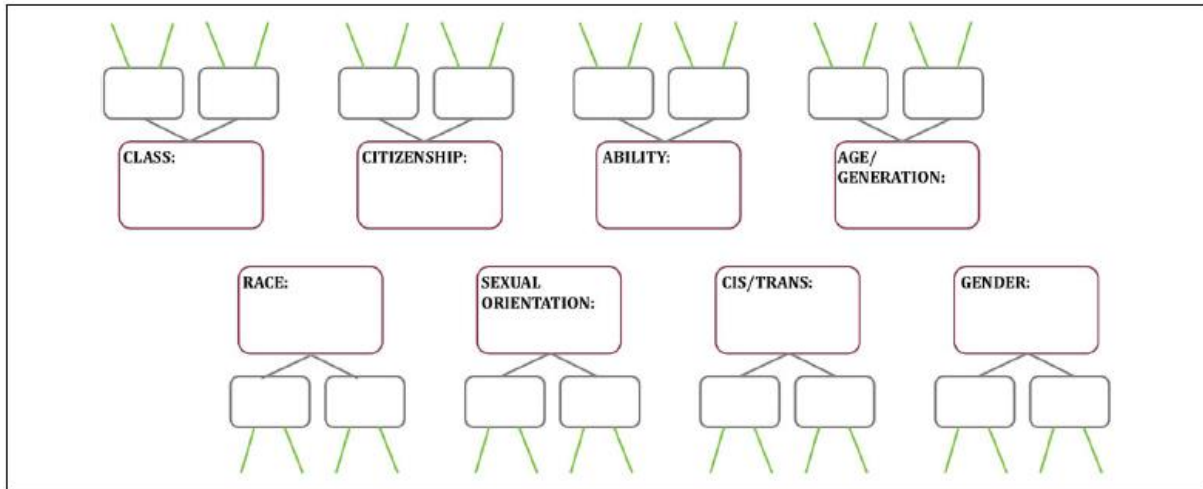 CLASS:
CITIZENSHIP:
ABILITY:
AGE/
GENERATION:
RACE:
SEXUAL
ORIENTATION:
CIS/TRANS:
GENDER: